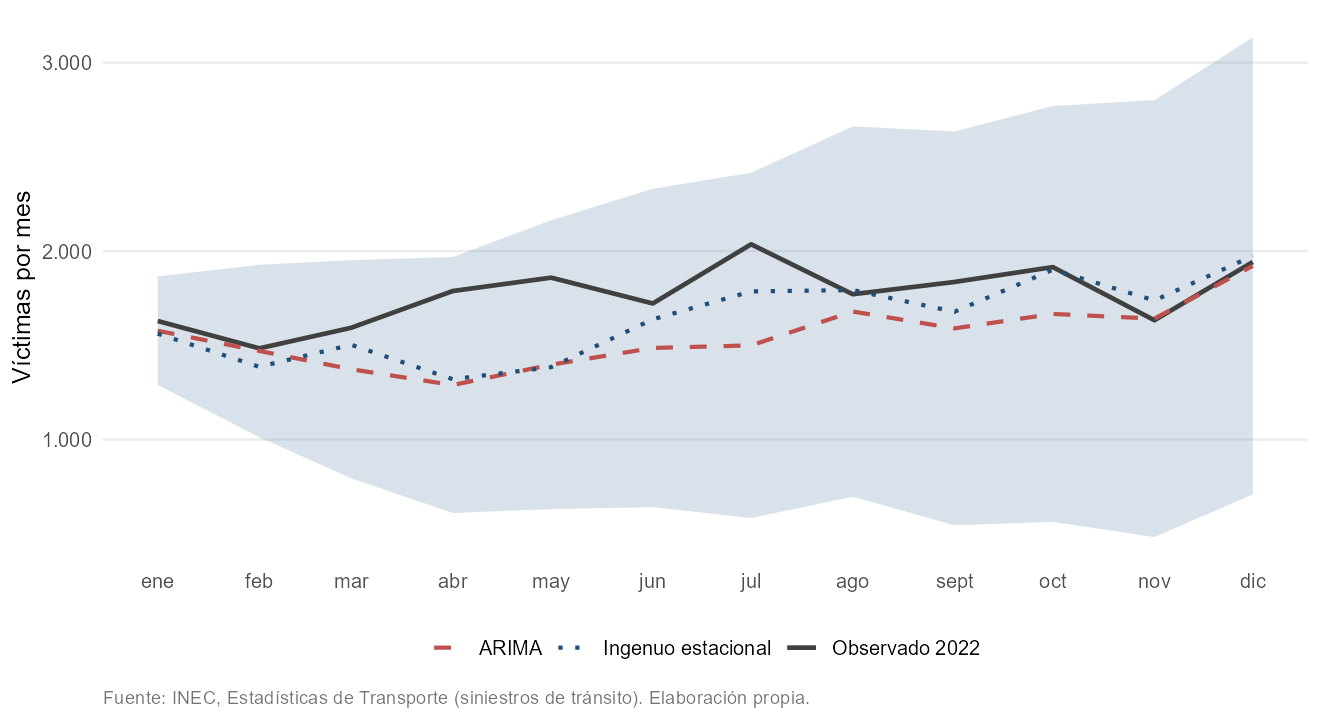 Víctimas por mes
3.000
2.000
1.000
ene feb mar abr may jun jul ago sept oct nov dic
ARIMA Ingenuo estacional Observado 2022
Fuente: INEC, Estadísticas de Transporte (siniestros de tránsito). Elaboración propia.